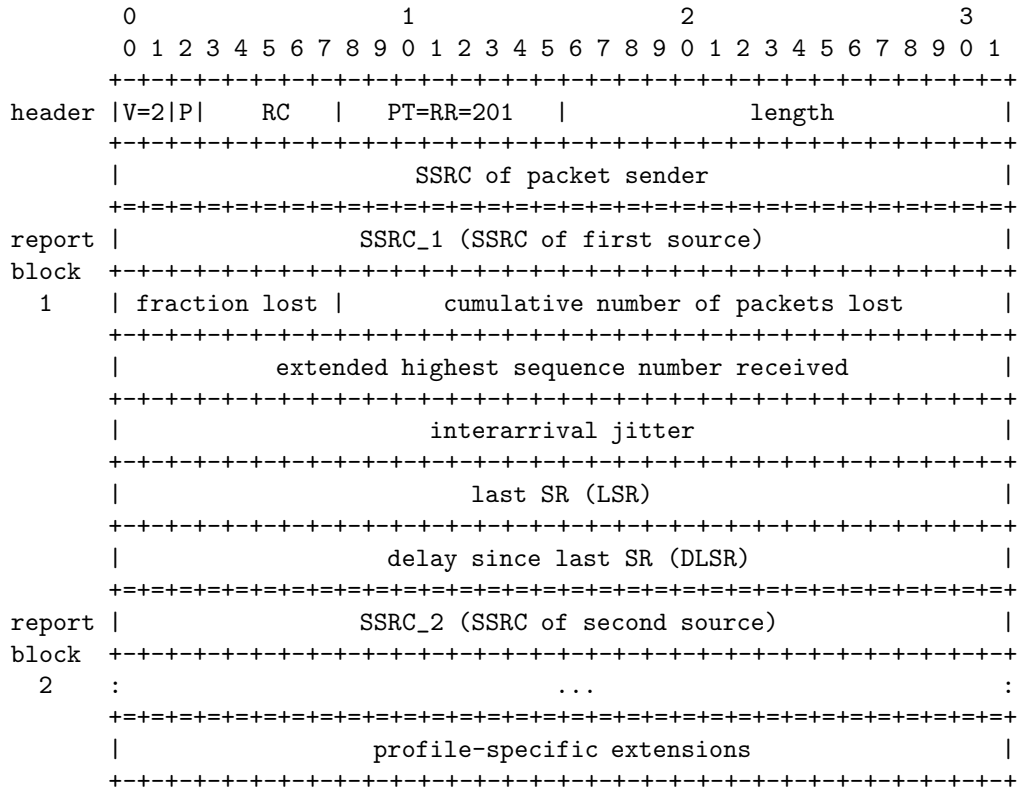 0                   1                   2                   3
        0 1 2 3 4 5 6 7 8 9 0 1 2 3 4 5 6 7 8 9 0 1 2 3 4 5 6 7 8 9 0 1
       +-+-+-+-+-+-+-+-+-+-+-+-+-+-+-+-+-+-+-+-+-+-+-+-+-+-+-+-+-+-+-+-+
header |V=2|P|    RC   |   PT=RR=201   |             length            |
       +-+-+-+-+-+-+-+-+-+-+-+-+-+-+-+-+-+-+-+-+-+-+-+-+-+-+-+-+-+-+-+-+
       |                     SSRC of packet sender                     |
       +=+=+=+=+=+=+=+=+=+=+=+=+=+=+=+=+=+=+=+=+=+=+=+=+=+=+=+=+=+=+=+=+
report |                 SSRC_1 (SSRC of first source)                 |
block  +-+-+-+-+-+-+-+-+-+-+-+-+-+-+-+-+-+-+-+-+-+-+-+-+-+-+-+-+-+-+-+-+
  1    | fraction lost |       cumulative number of packets lost       |
       +-+-+-+-+-+-+-+-+-+-+-+-+-+-+-+-+-+-+-+-+-+-+-+-+-+-+-+-+-+-+-+-+
       |           extended highest sequence number received           |
       +-+-+-+-+-+-+-+-+-+-+-+-+-+-+-+-+-+-+-+-+-+-+-+-+-+-+-+-+-+-+-+-+
       |                      interarrival jitter                      |
       +-+-+-+-+-+-+-+-+-+-+-+-+-+-+-+-+-+-+-+-+-+-+-+-+-+-+-+-+-+-+-+-+
       |                         last SR (LSR)                         |
       +-+-+-+-+-+-+-+-+-+-+-+-+-+-+-+-+-+-+-+-+-+-+-+-+-+-+-+-+-+-+-+-+
       |                   delay since last SR (DLSR)                  |
       +=+=+=+=+=+=+=+=+=+=+=+=+=+=+=+=+=+=+=+=+=+=+=+=+=+=+=+=+=+=+=+=+
report |                 SSRC_2 (SSRC of second source)                |
block  +-+-+-+-+-+-+-+-+-+-+-+-+-+-+-+-+-+-+-+-+-+-+-+-+-+-+-+-+-+-+-+-+
  2    :                               ...                             :
       +=+=+=+=+=+=+=+=+=+=+=+=+=+=+=+=+=+=+=+=+=+=+=+=+=+=+=+=+=+=+=+=+
       |                  profile-specific extensions                  |
       +-+-+-+-+-+-+-+-+-+-+-+-+-+-+-+-+-+-+-+-+-+-+-+-+-+-+-+-+-+-+-+-+